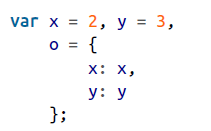 var x = 2, y = 3,
    o = {
        x: x,
        y: y
    };